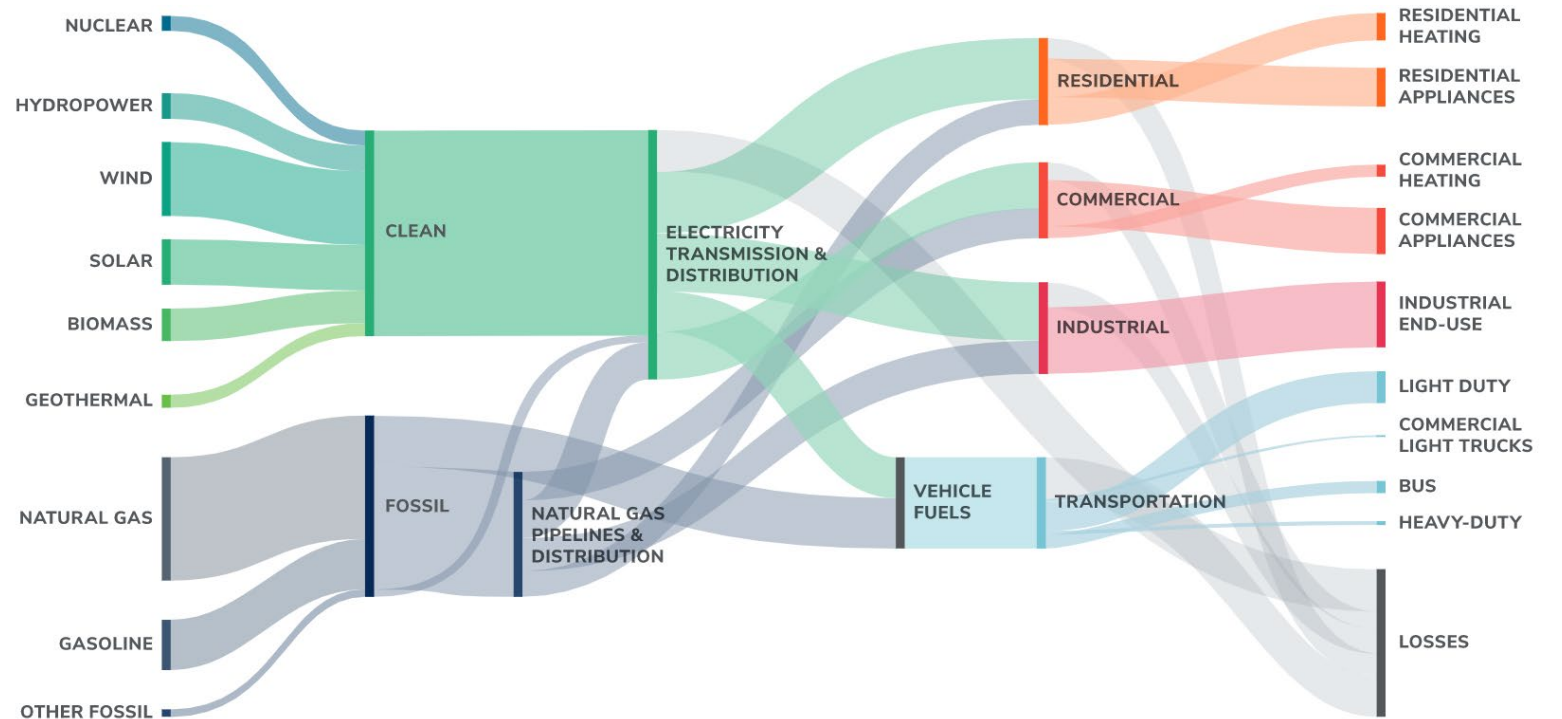 NUCLEAR
HYDROPOWER
WIND
SOLAR
BIOMASS
GEOTHERMAL
NATURAL GAS
GASOLINE
OTHER FOSSIL
CLEAN
FOSSIL
NATURAL GAS
PIPELINES &
DISTRIBUTION
ELECTRICITY
TRANSMISSION &
DISTRIBUTION
VEHICLE
FUELS
RESIDENTIAL
COMMERCIAL
INDUSTRIAL
TRANSPORTATION
RESIDENTIAL
HEATING
RESIDENTIAL
APPLIANCES
COMMERCIAL
HEATING
COMMERCIAL
APPLIANCES
INDUSTRIAL
END-USE
LIGHT DUTY
COMMERCIAL
LIGHT TRUCKS
BUS
HEAVY-DUTY
LOSSES